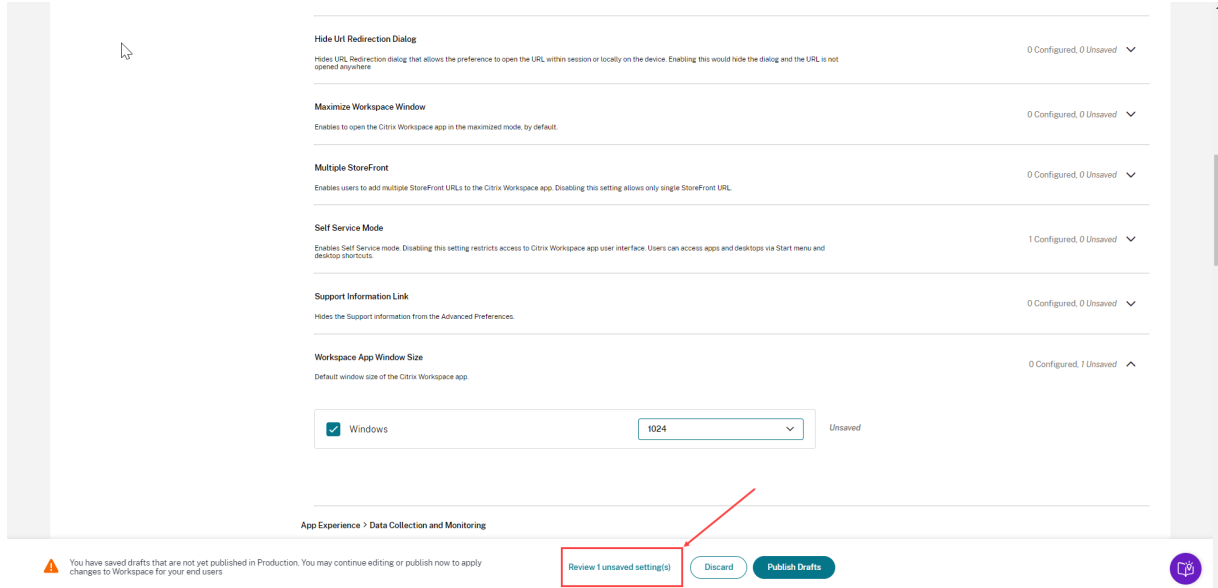 Hide Url Redirection Dialog
0 Configured, 0 Unsaved
Hides URL Redirection dialog that allows the preference to open the URL within session or locally on the device. Enabling this would hide the dialog and the URL is not
opened anywhere
Maximize Workspace Window
0 Configured, 0 Unsaved
Enables to open the Citrix Workspace app in the maximized mode, by default.
Multiple StoreFront
0 Configured, 0 Unsaved
Enables users to add multiple StoreFront URLs to the Citrix Workspace app. Disabling this setting allows only single StoreFront URL.
Self Service Mode
1 Configured, 0 Unsaved
Enables Self Service mode. Disabling this setting restricts access to Citrix Workspace app user interface. Users can access apps and desktops via Start menu and
desktop shortcuts.
Support Information Link
0 Configured, 0 Unsaved
Hides the Support information from the Advanced Preferences.
Workspace App Window Size
0 Configured, 1 Unsaved
Default window size of the Citrix Workspace app.
Windows
1024
Unsaved
App Experience > Data Collection and Monitoring
You have saved drafts that are not yet published in Production. You may continue editing or publish now to apply
changes to Workspace for your end users
Review 1 unsaved setting(s)
Discard
Publish Drafts